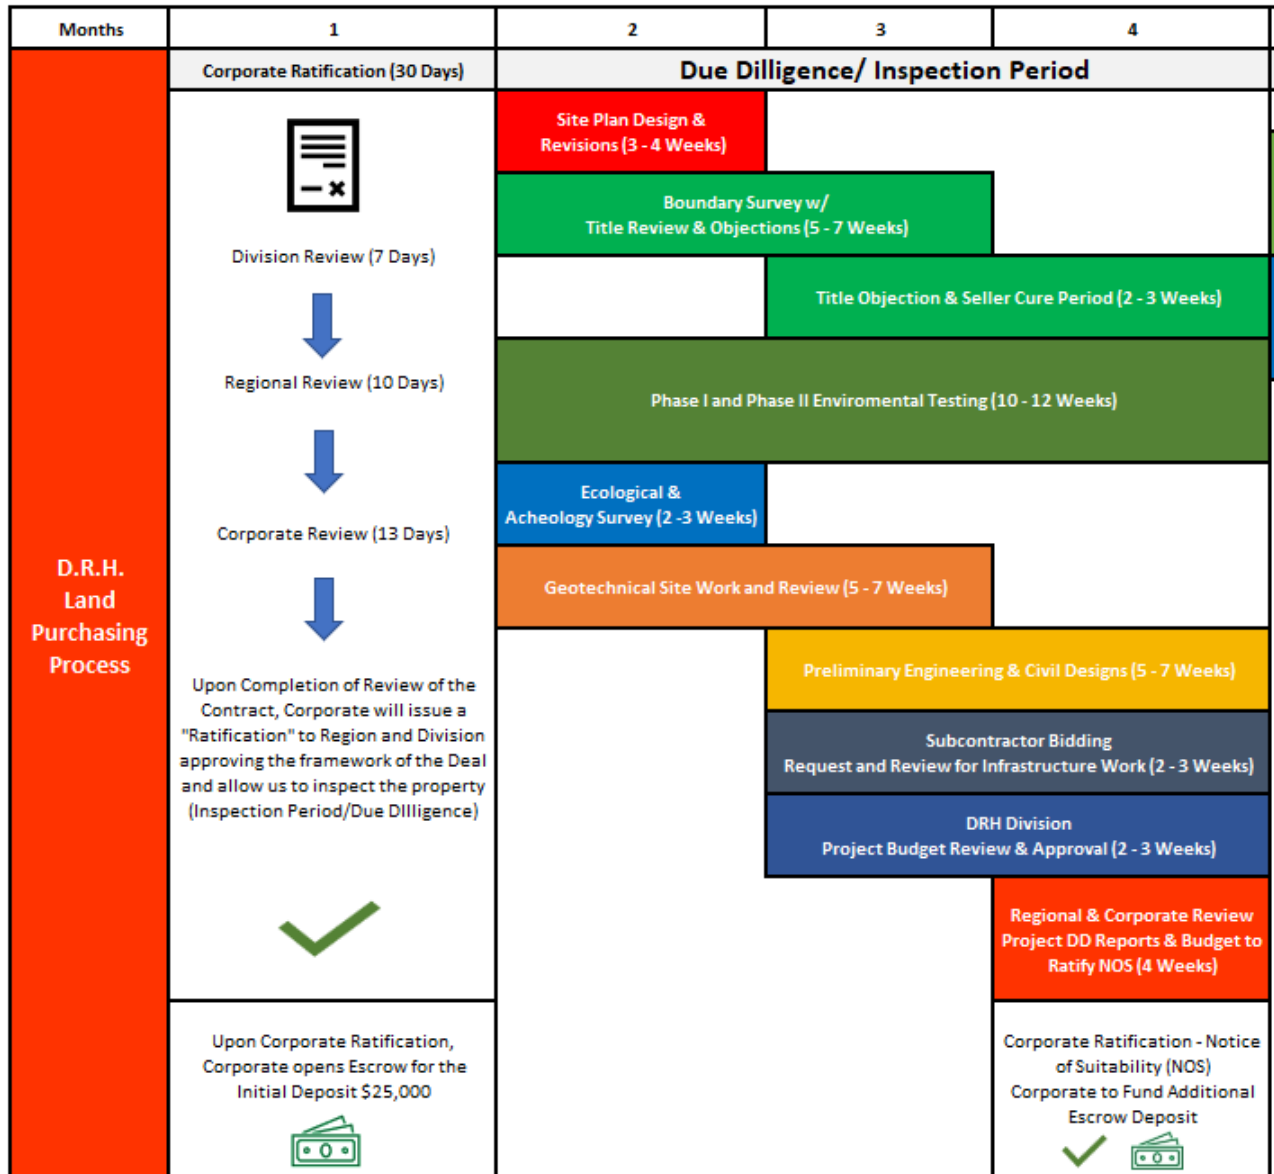 Months
1
2
3
4
Corporate Ratification (30 Days)
Due Dilligence/ Inspection Period
D.R.H.
Land
Purchasing
Process
Division Review (7 Days)
Regional Review (10 Days)
Corporate Review (13 Days)
Upon Completion of Review of the
Contract, Corporate will issue a
"Ratification" to Region and Division
approving the framework of the Deal
and allow us to inspect the property
(Inspection Period/Due DIlligence)
Upon Corporate Ratification,
Corporate opens Escrow for the
Initial Deposit $25,000
Site Plan Design &
Revisions (3 - 4 Weeks)
Boundary Survey w/
Title Review & Objections (5 - 7 Weeks)
Title Objection & Seller Cure Period (2 - 3 Weeks)
Phase I and Phase II Enviromental Testing (10 - 12 Weeks)
Ecological &
Acheology Survey (2 -3 Weeks)
Geotechnical Site Work and Review (5 - 7 Weeks)
Preliminary Engineering & Civil Designs (5 - 7 Weeks)
Subcontractor Bidding
Request and Review for Infrastructure Work (2 - 3 Weeks)
DRH Division
Project Budget Review & Approval (2 - 3 Weeks)
Regional & Corporate Review
Project DD Reports & Budget to
Ratify NOS (4 Weeks)
Corporate Ratification - Notice
of Suitability (NOS)
Corporate to Fund Additional
Escrow Deposit